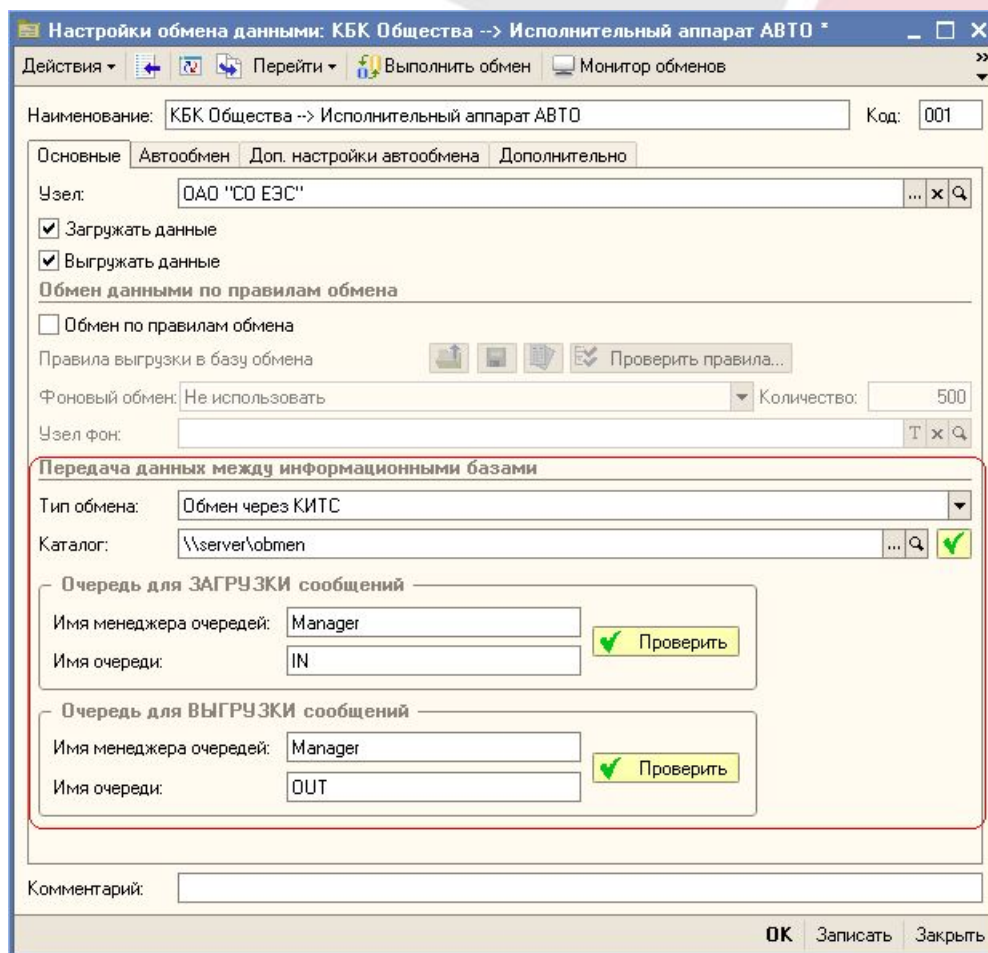 Настройки обмена данными: КБК Общества --> Исполнительный аппарат АВТО *
Действия Перейти Выполнить обмен Монитор обменов
Наименование: КБК Общества --> Исполнительный аппарат АВТО Код: 001
Основные Автообмен Доп. настройки автообмена Дополнительно
Узел: ОАО "СО ЕЭС"
Загружать данные
Выгружать данные
Обмен данными по правилам обмена
Обмен по правилам обмена
Правила выгрузки в базу обмена Проверить правила...
Фоновый обмен: Не использовать Количество: 500
Узел фон: T
Передача данных между информационными базами
Тип обмена: Обмен через КИТС
Каталог: \\server\obmen ...
Очередь для ЗАГРУЗКИ сообщений
Имя менеджера очередей: Manager
Проверить
Имя очереди: IN
Очередь для ВЫГРУЗКИ сообщений
Имя менеджера очередей: Manager
Проверить
Имя очереди: OUT
Комментарий:
OK Записать Закрыть